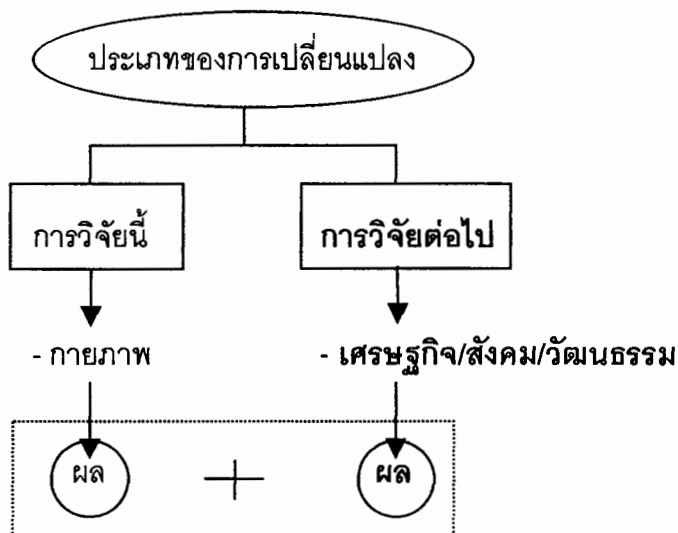 ประเภทของการเปลี่ยนแปลง
การวิจัยนี้
การวิจัยต่อไป
- กายภาพ
- เศรษฐกิจ/สังคม/วัฒนธรรม
ผล
+
ผล